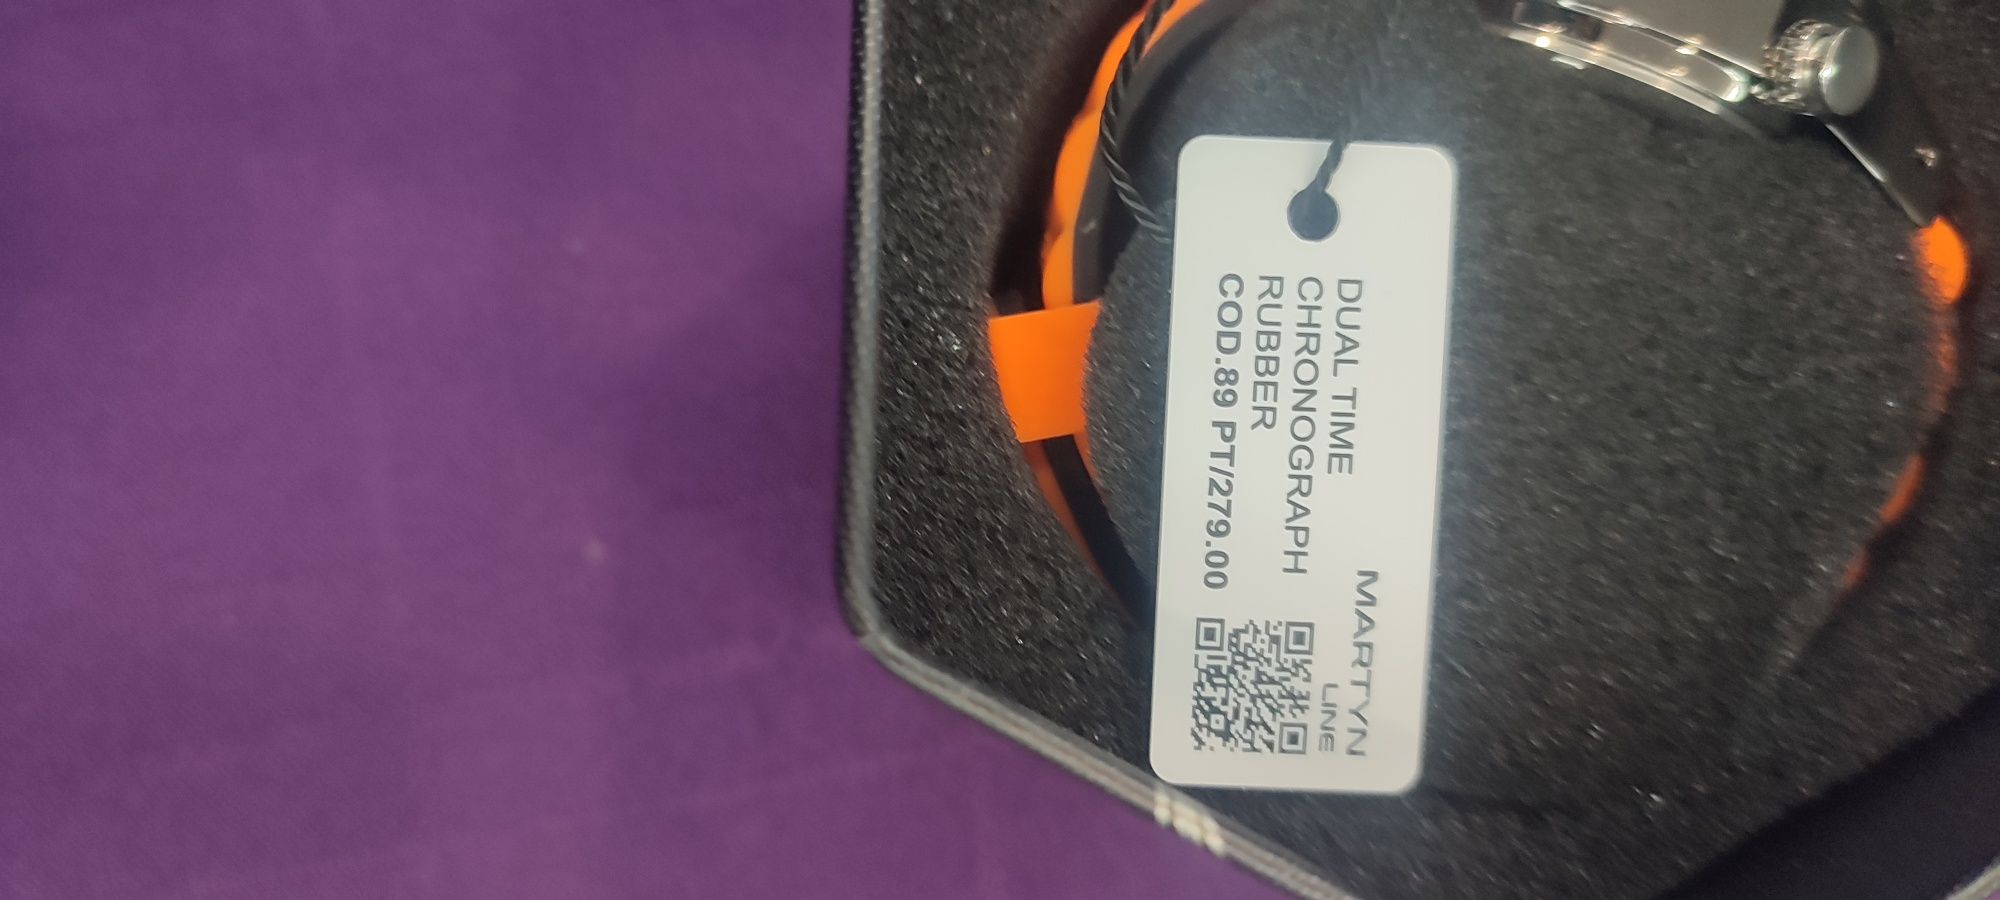 MARTYN
LINE
DUAL TIME
CHRONOGRAPH
RUBBER
COD.89 PT/279.00